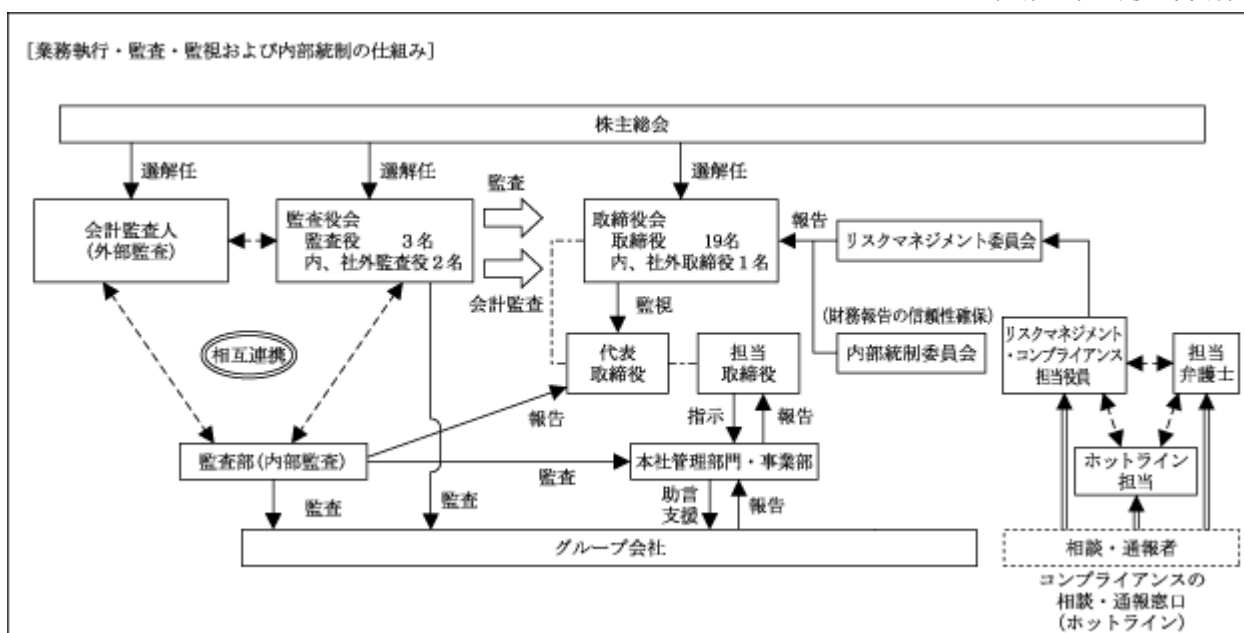 [業務執行・監査・監視および内部統制の仕組み]
株主総会
選解任
選解任
選解任
監査
会計監査人
(外部監査)
監査役会
監査役 3名
内、社外監査役2名
会計監査
取締役会
取締役 19名
内、社外取締役1名
報告
リスクマネジメント委員会
監視
(財務報告の信頼性確保)
内部統制委員会
相互連携
代表
取締役
担当
取締役
リスクマネジメント
・コンプライアンス
担当役員
担当
弁護士
報告
指示
報告
監査部(内部監査)
監査
本社管理部門・事業部
ホットライン
担当
監査
監査
助言
支援
報告
グループ会社
相談・通報者
コンプライアンスの
相談・通報窓口
(ホットライン)